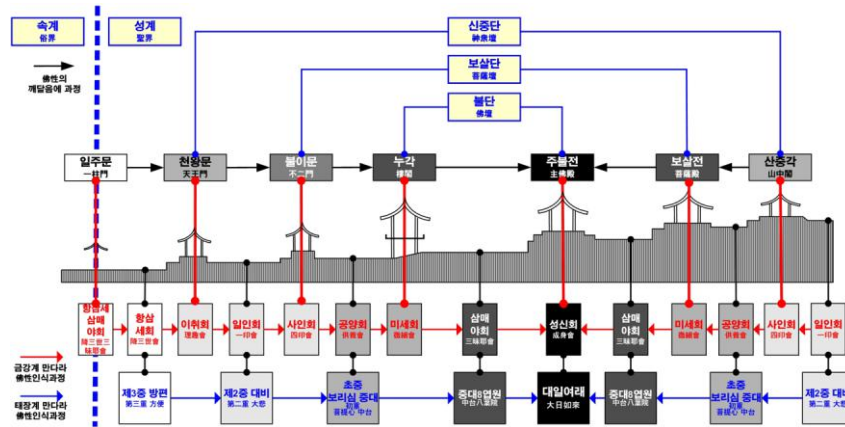 속계
俗界
성계
聖界
신중단
神衆壇
보살단
菩薩壇
불단
佛壇
佛性의
깨달음에 과정
일주문
一柱門
천왕문
天王門
불이문
不二門
누각
樓閣
주불전
主佛殿
보살전
菩薩殿
산중각
山中閣
항삼세
삼매
야회
降三世三
昧耶會
항삼
세회
降三世會
이취회
理趣會
일인회
一印會
사인회
四印會
공양회
供養會
미세회
微細會
삼매
야회
三昧耶會
성신회
成身會
삼매
야회
三昧耶會
미세회
微細會
공양회
供養會
사인회
四印會
일인회
一印會
금강계 만다라
佛性인식과정
태장계 만다라
佛性인식과정
제3중 방편
第三重 方便
제2중 대비
第二重 大悲
초중
보리심 중대
初重
菩提心 中台
중대8엽원
中台八葉院
대일여래
大日如來
중대8엽원
中台八葉院
초중
보리심 중대
初重
菩提心 中台
제2중 대비
第二重 大悲